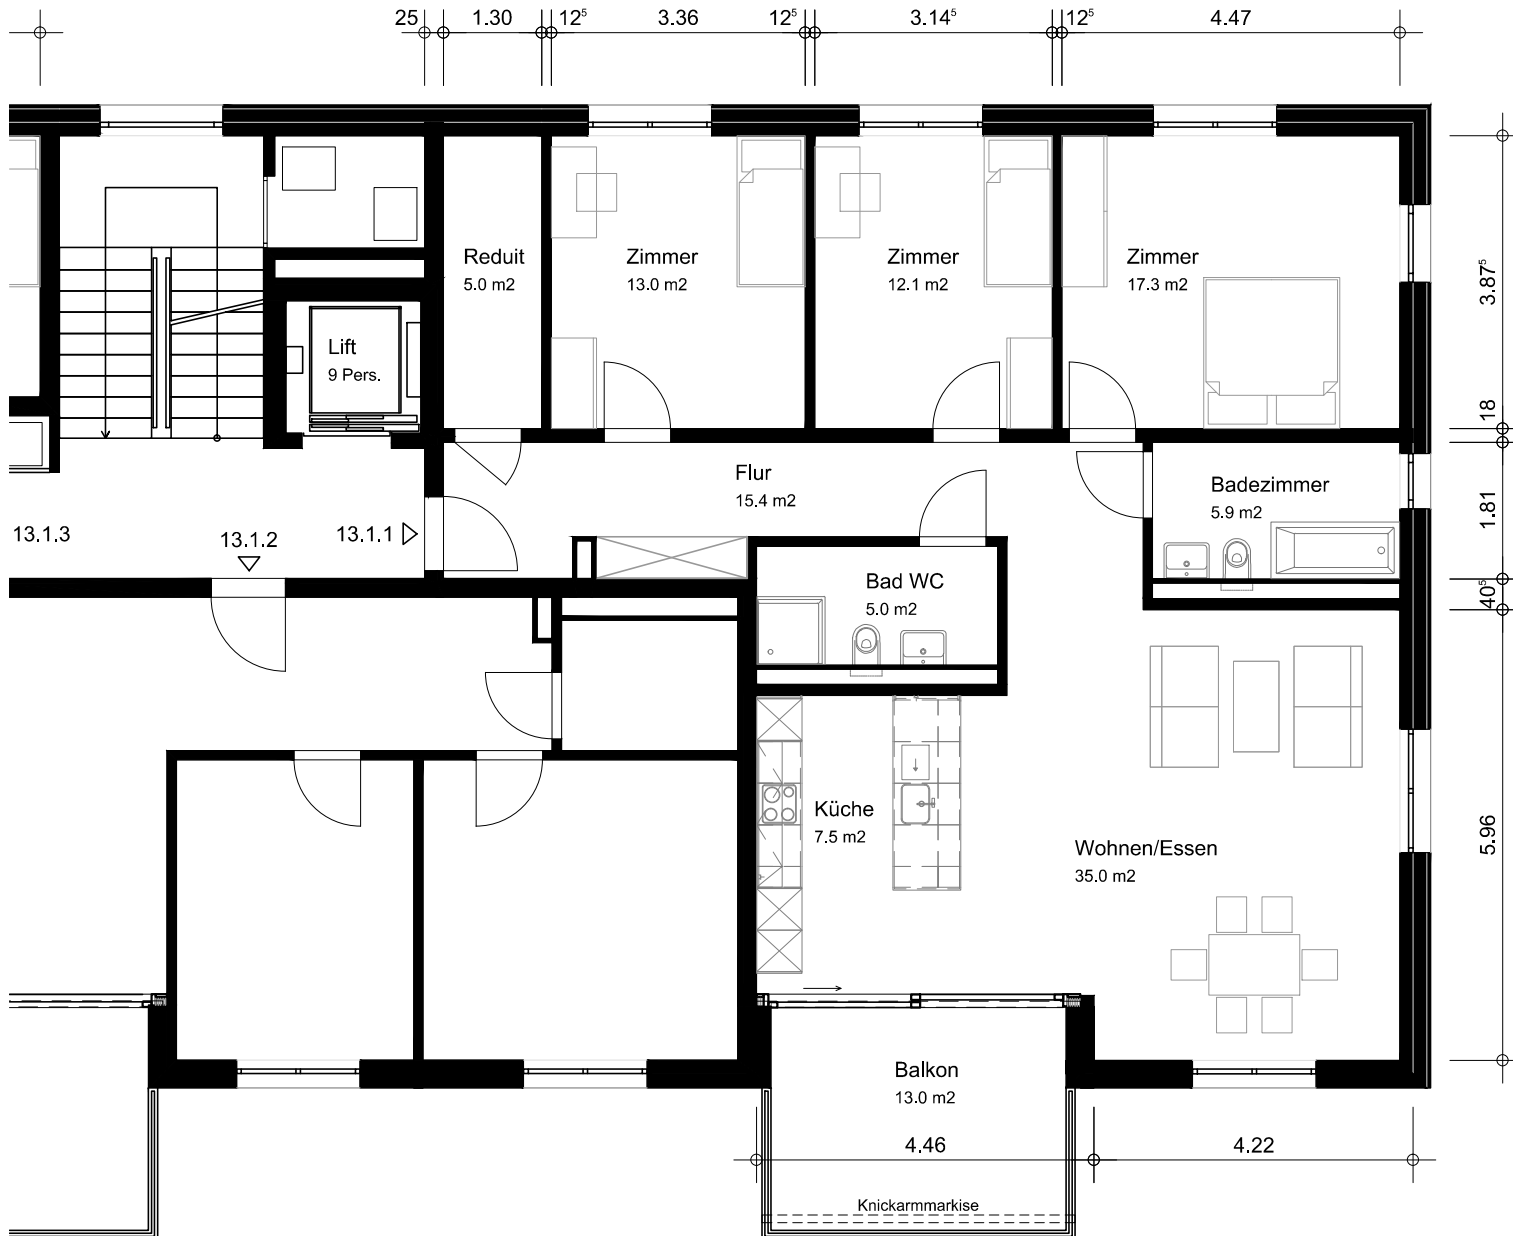 25 1.30 12⁵ 3.36 12⁵ 3.14⁵ 12⁵ 4.47
Reduit
5.0 m2
Zimmer
13.0 m2
Zimmer
12.1 m2
Zimmer
17.3 m2
3.87⁵
Lift
9 Pers.
18
Flur
15.4 m2
Badezimmer
5.9 m2
1.81
13.1.3
13.1.2
13.1.1
Bad WC
5.0 m2
40⁵
Küche
7.5 m2
Wohnen/Essen
35.0 m2
5.96
Balkon
13.0 m2
4.46 4.22
Knickarmmarkise